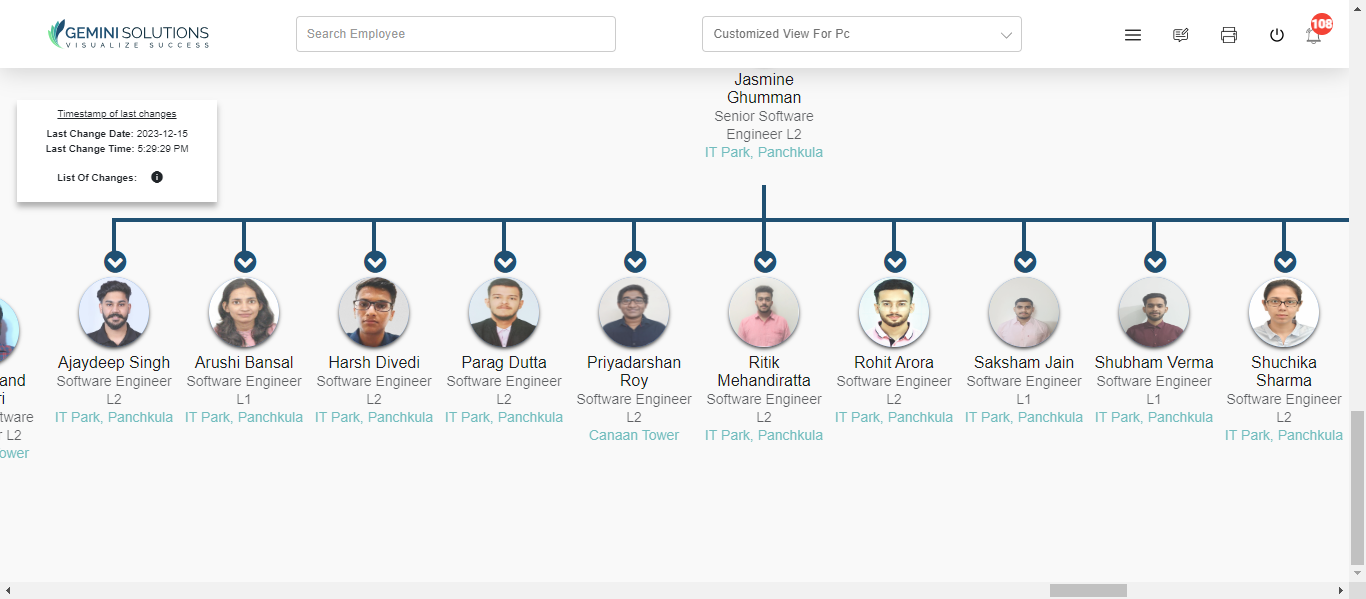 GEMINI SOLUTIONS
VISUALIZE SUCCESS
Search Employee
Customized View For Pc
108
Timestamp of last changes
Last Change Date: 2023-12-15
Last Change Time: 5:29:29 PM
List Of Changes:
Jasmine
Ghumman
Senior Software
Engineer L2
IT Park, Panchkula
and
ri
tware
r L2
ower
Ajaydeep Singh
Software Engineer
L2
IT Park, Panchkula
Arushi Bansal
Software Engineer
L1
IT Park, Panchkula
Harsh Divedi
Software Engineer
L2
IT Park, Panchkula
Parag Dutta
Software Engineer
L2
IT Park, Panchkula
Priyadarshan
Roy
Software Engineer
L2
Canaan Tower
Ritik
Mehandiratta
Software Engineer
L2
IT Park, Panchkula
Rohit Arora
Software Engineer
L2
IT Park, Panchkula
Saksham Jain
Software Engineer
L1
IT Park, Panchkula
Shubham Verma
Software Engineer
L1
IT Park, Panchkula
Shuchika
Sharma
Software Engineer
L2
IT Park, Panchkula